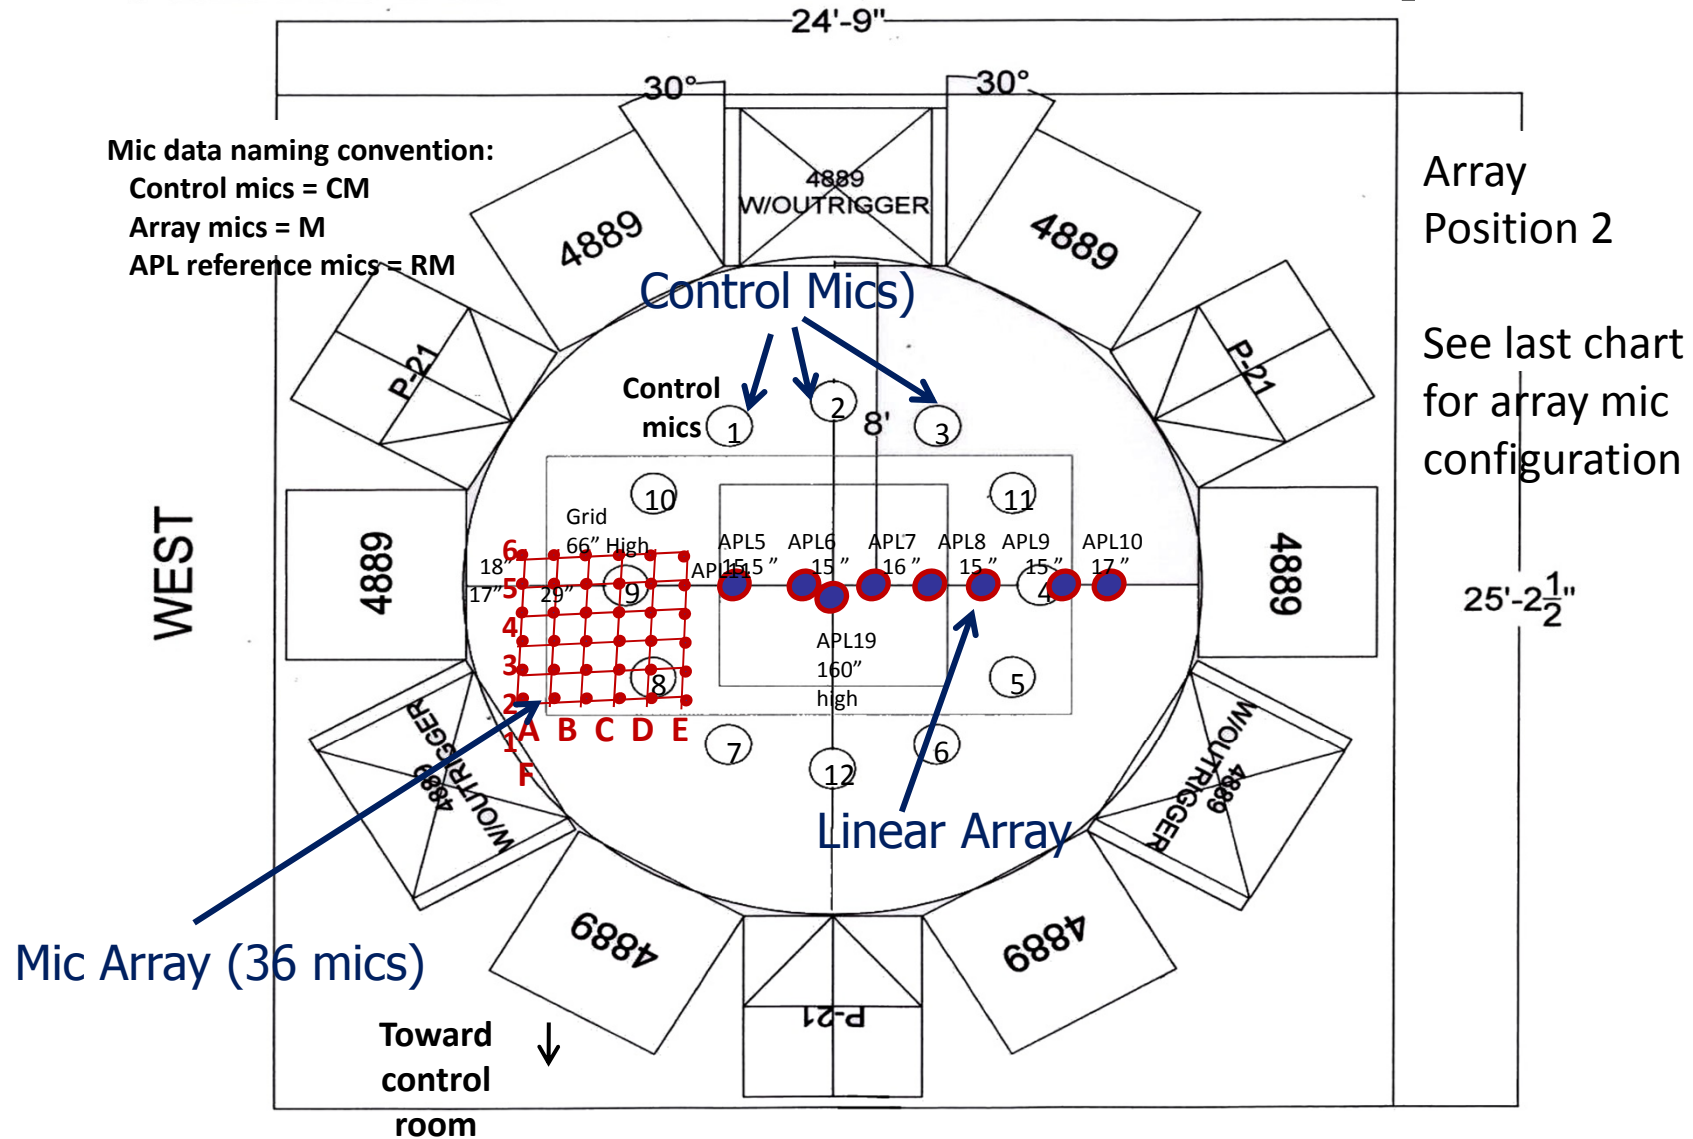 24'-9"
30°
30°
Mic data naming convention:
Control mics = CM
Array mics = M
APL reference mics = RM
4889
W/OUTRIGGER
4889
4889
Array
Position 2
See last chart
for array mic
configuration
Control Mics)
P-21
P-21
Control
mics
1
2
3
8'
10
11
Grid
66” High
APL5
APL6
APL7
APL8
APL9
APL10
15.5 ”
15 ”
16 ”
15 ”
15 ”
17 ”
APL11
18”
17”
29”
9
4
WEST
4889
4889
25'-2½"
6
5
4
3
2
1
A B C D E
F
APL19
160”
high
8
5
7
6
12
4889
W/OUTRIGGER
W/OUTRIGGER
4889
Linear Array
Mic Array (36 mics)
4889
4889
P-21
Toward
control
room